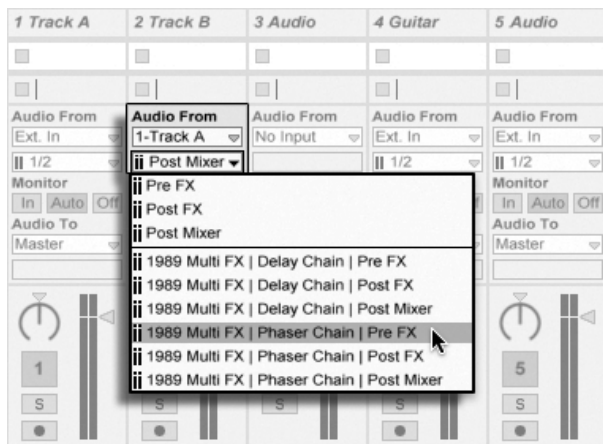 1 Track A 2 Track B 3 Audio 4 Guitar 5 Audio
Audio From Audio From Audio From Audio From Audio From
Ext. In 1-Track A No Input Ext. In Ext. In
1/2 Post Mixer 1/2 1/2
Monitor Monitor
In Auto Off In Auto Off
Audio To Audio To
Master Master
Pre FX
Post FX
Post Mixer
1989 Multi FX | Delay Chain | Pre FX
1989 Multi FX | Delay Chain | Post FX
1989 Multi FX | Delay Chain | Post Mixer
1989 Multi FX | Phaser Chain | Pre FX
1989 Multi FX | Phaser Chain | Post FX
1989 Multi FX | Phaser Chain | Post Mixer
1 5
S S S S S